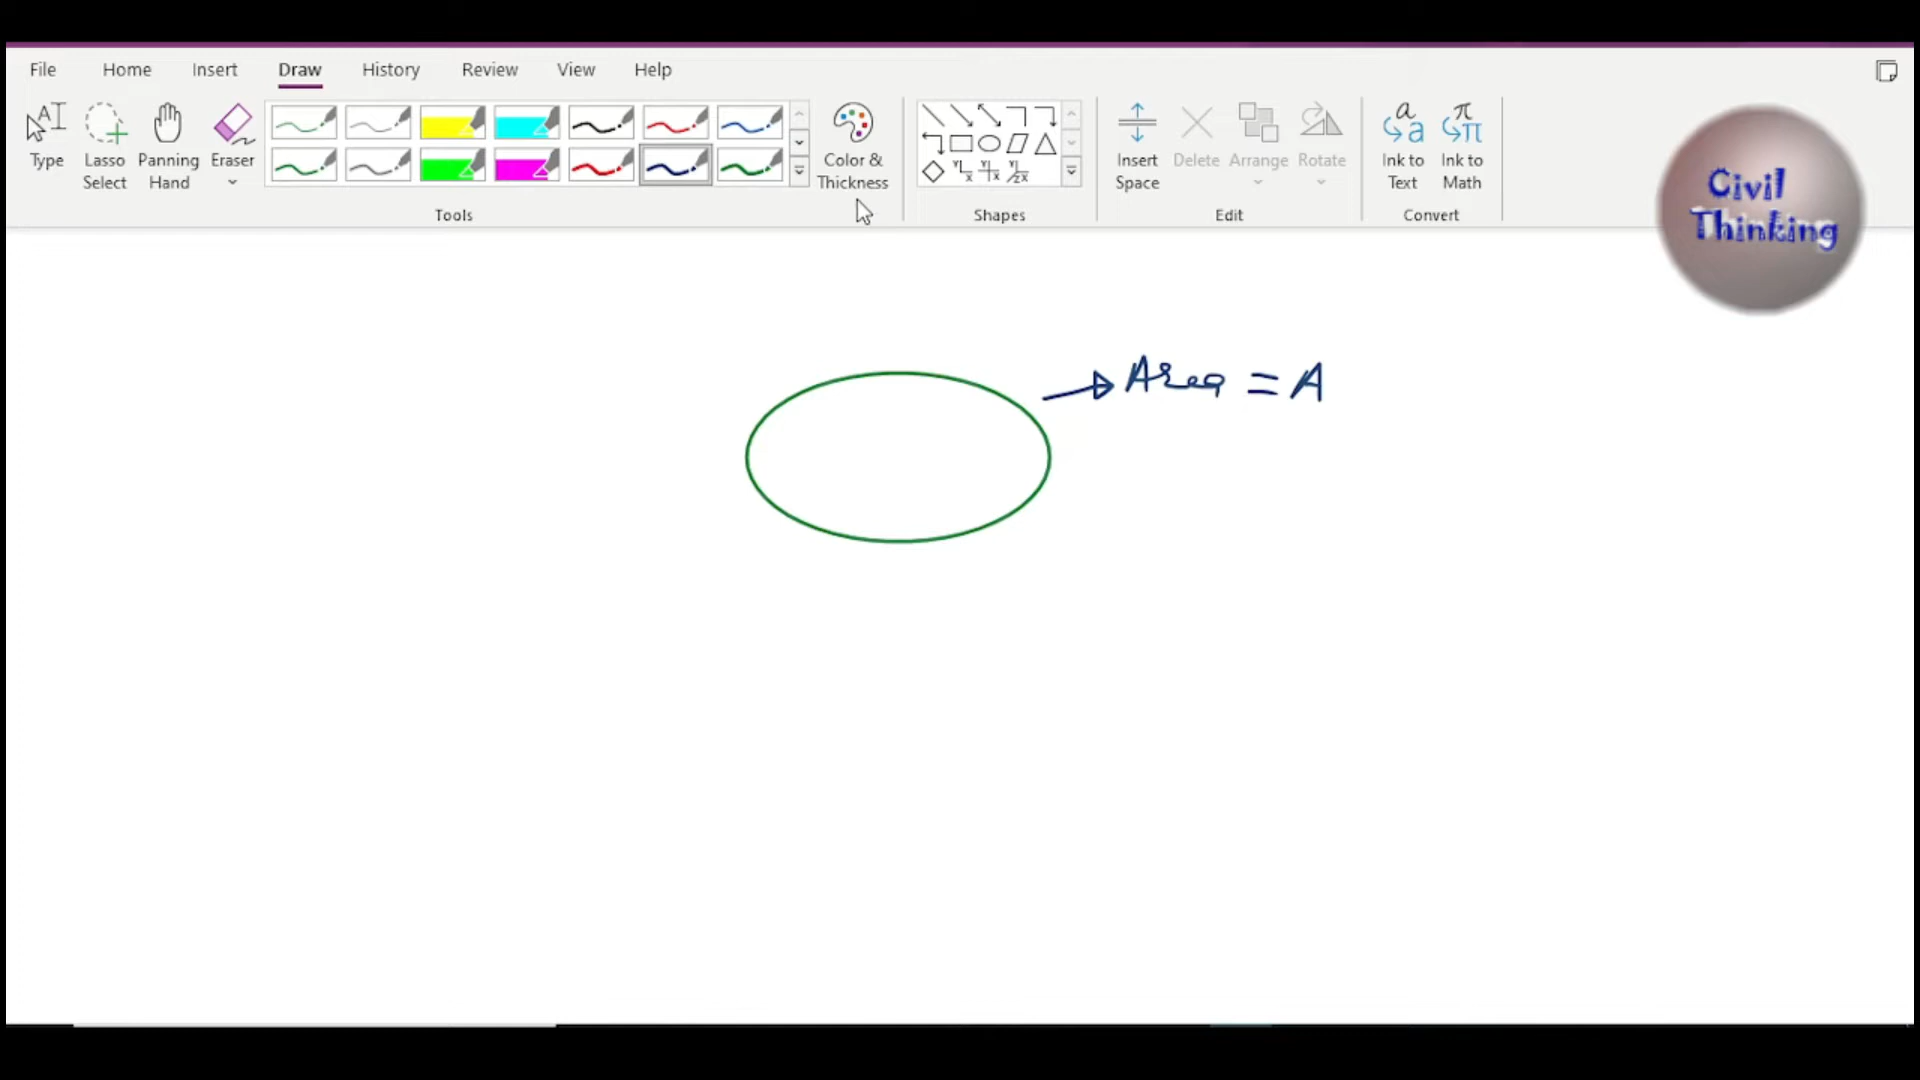 File Home Insert Draw History Review View Help
Type
Lasso Select
Panning Hand
Eraser
Color & Thickness
Insert Space
Delete
Arrange
Rotate
Ink to Text
Ink to Math
Tools Shapes Edit Convert
Civil
Thinking
Area = A